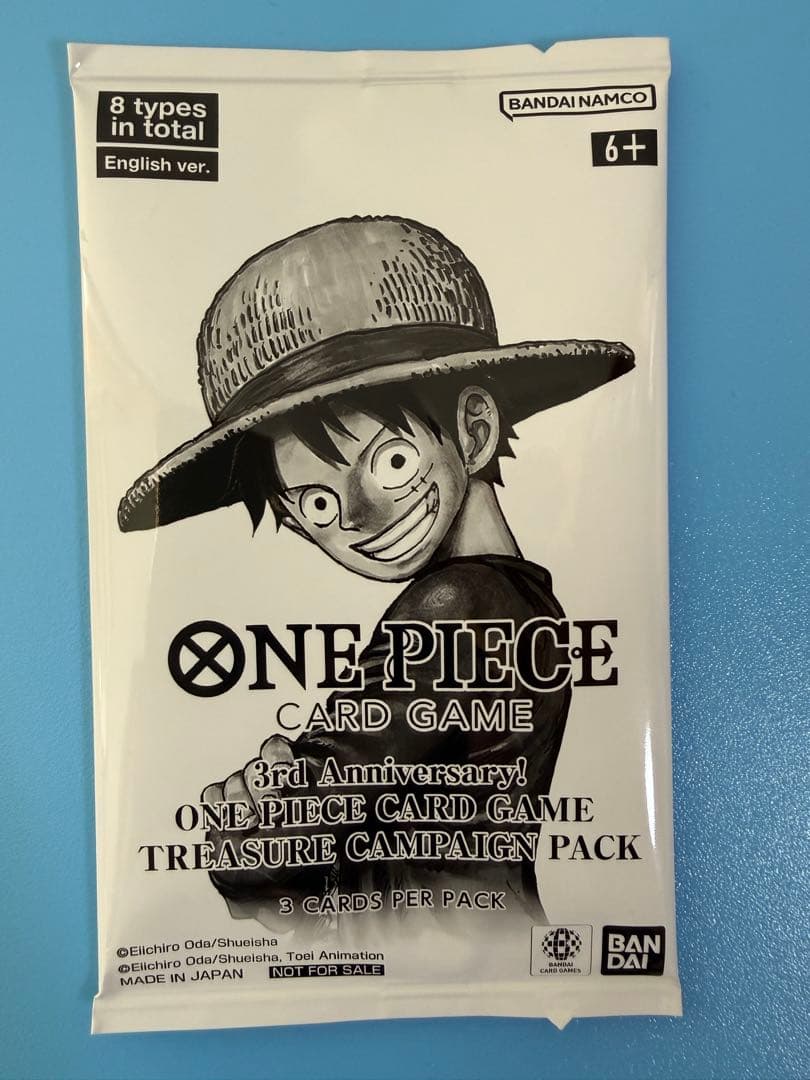 8 types
in total
English ver.
BANDAI NAMCO
6+
ONE PIECE
CARD GAME
3rd Anniversary!
ONE PIECE CARD GAME
TREASURE CAMPAIGN PACK
3 CARDS PER PACK
©Eiichiro Oda/Shueisha
©Eiichiro Oda/Shueisha, Toei Animation
MADE IN JAPAN NOT FOR SALE
BANDAI
CARD GAMES
BAN
DAI